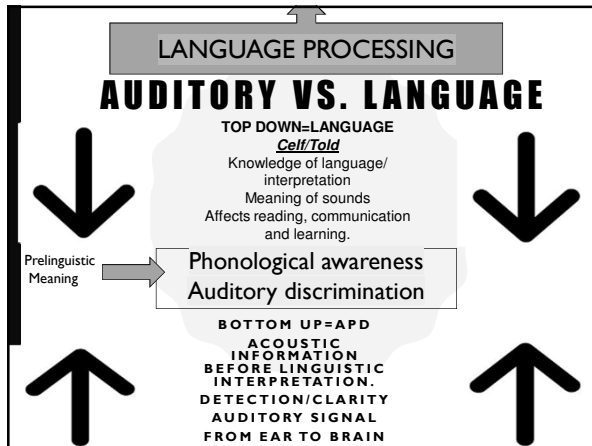 LANGUAGE PROCESSING
AUDITORY VS. LANGUAGE
TOP DOWN=LANGUAGE
Celf/Told
Knowledge of language/
interpretation
Meaning of sounds
Affects reading, communication
and learning.
Prelinguistic
Meaning
Phonological awareness
Auditory discrimination
BOTTOM UP=APD
ACOUSTIC
INFORMATION
BEFORE LINGUISTIC
INTERPRETATION.
DETECTION/CLARITY
AUDITORY SIGNAL
FROM EAR TO BRAIN